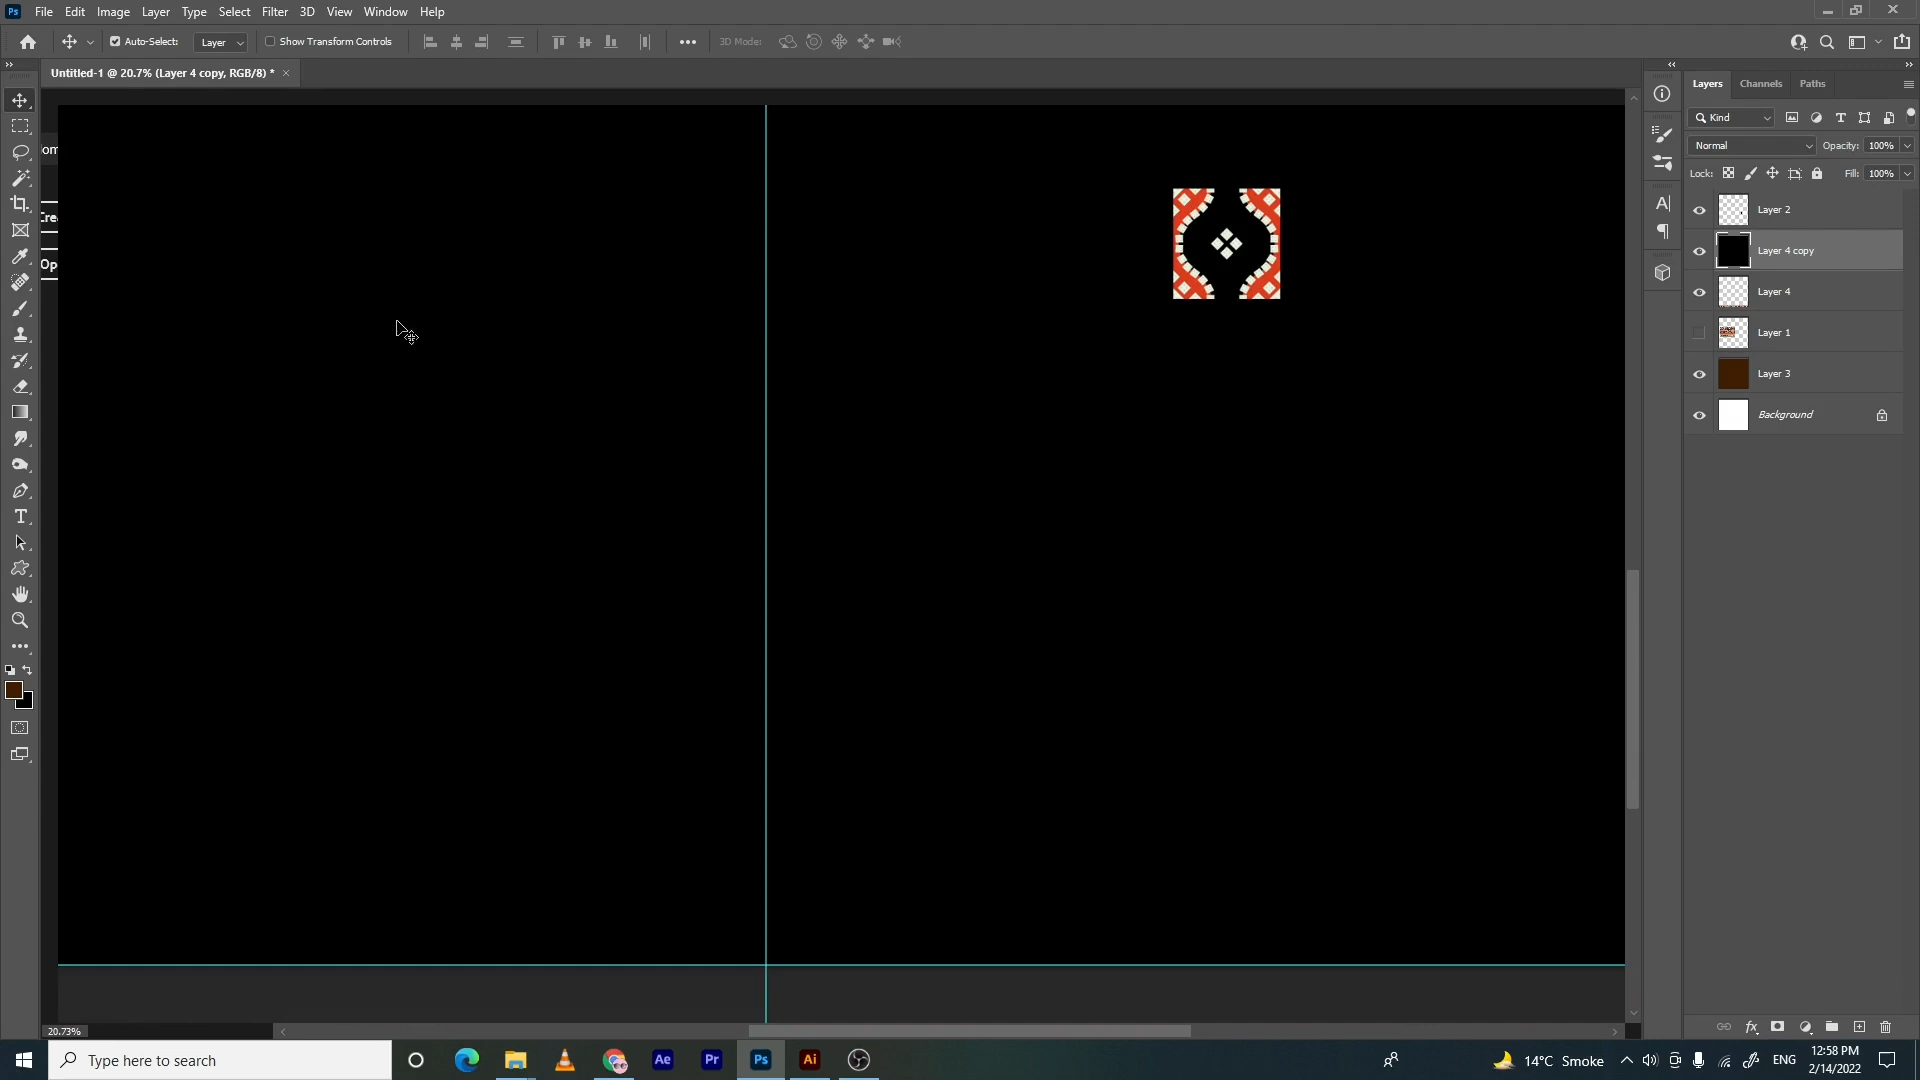 Ps File Edit Image Layer Type Select Filter 3D View Window Help
Auto-Select: Layer Show Transform Controls 3D Mode:
Untitled-1 @ 20.7% (Layer 4 copy, RGB/8) *
Layers Channels Paths
Kind
Normal Opacity: 100%
Lock: Fill: 100%
Layer 2
Layer 4 copy
Layer 4
Layer 1
Layer 3
Background
20.73%
Type here to search
Ae Pr Ps Ai
14°C Smoke ENG
12:58 PM
2/14/2022